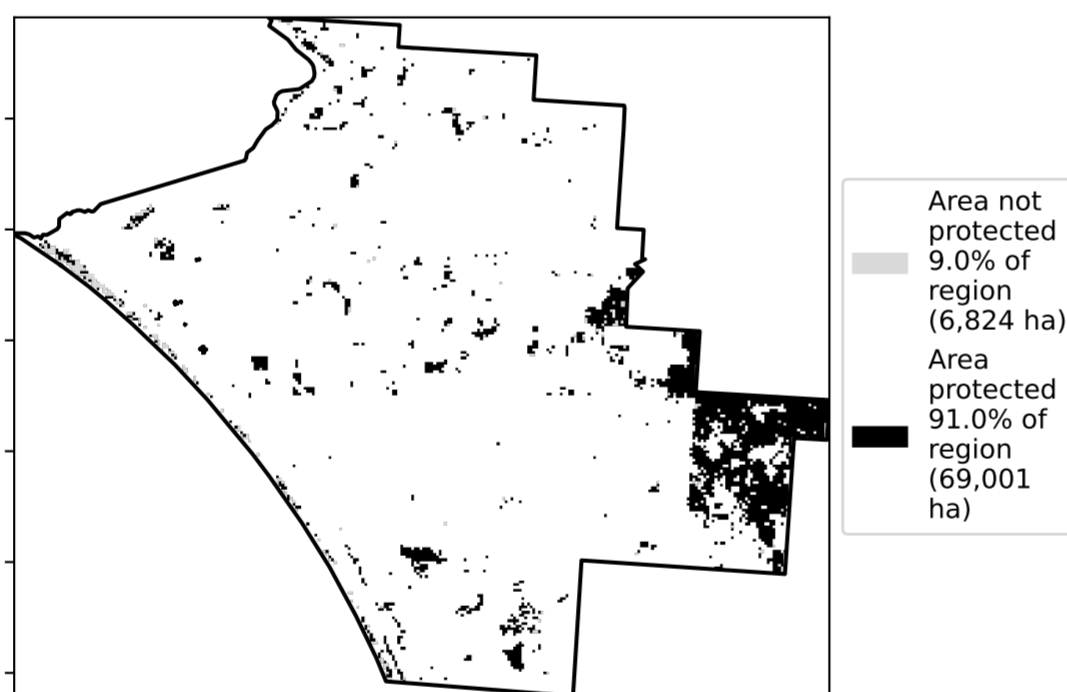 Area not
protected
9.0% of
region
(6,824 ha)
Area
protected
91.0% of
region
(69,001
ha)